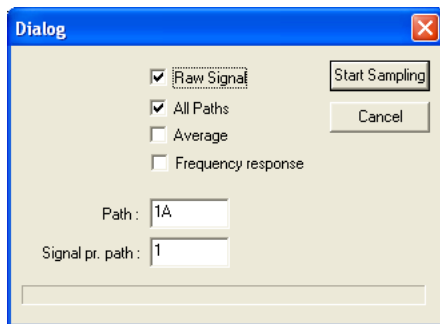 Dialog
Raw Signal
Start Sampling
All Paths
Cancel
Average
Frequency response
Path : 1A
Signal pr. path : 1